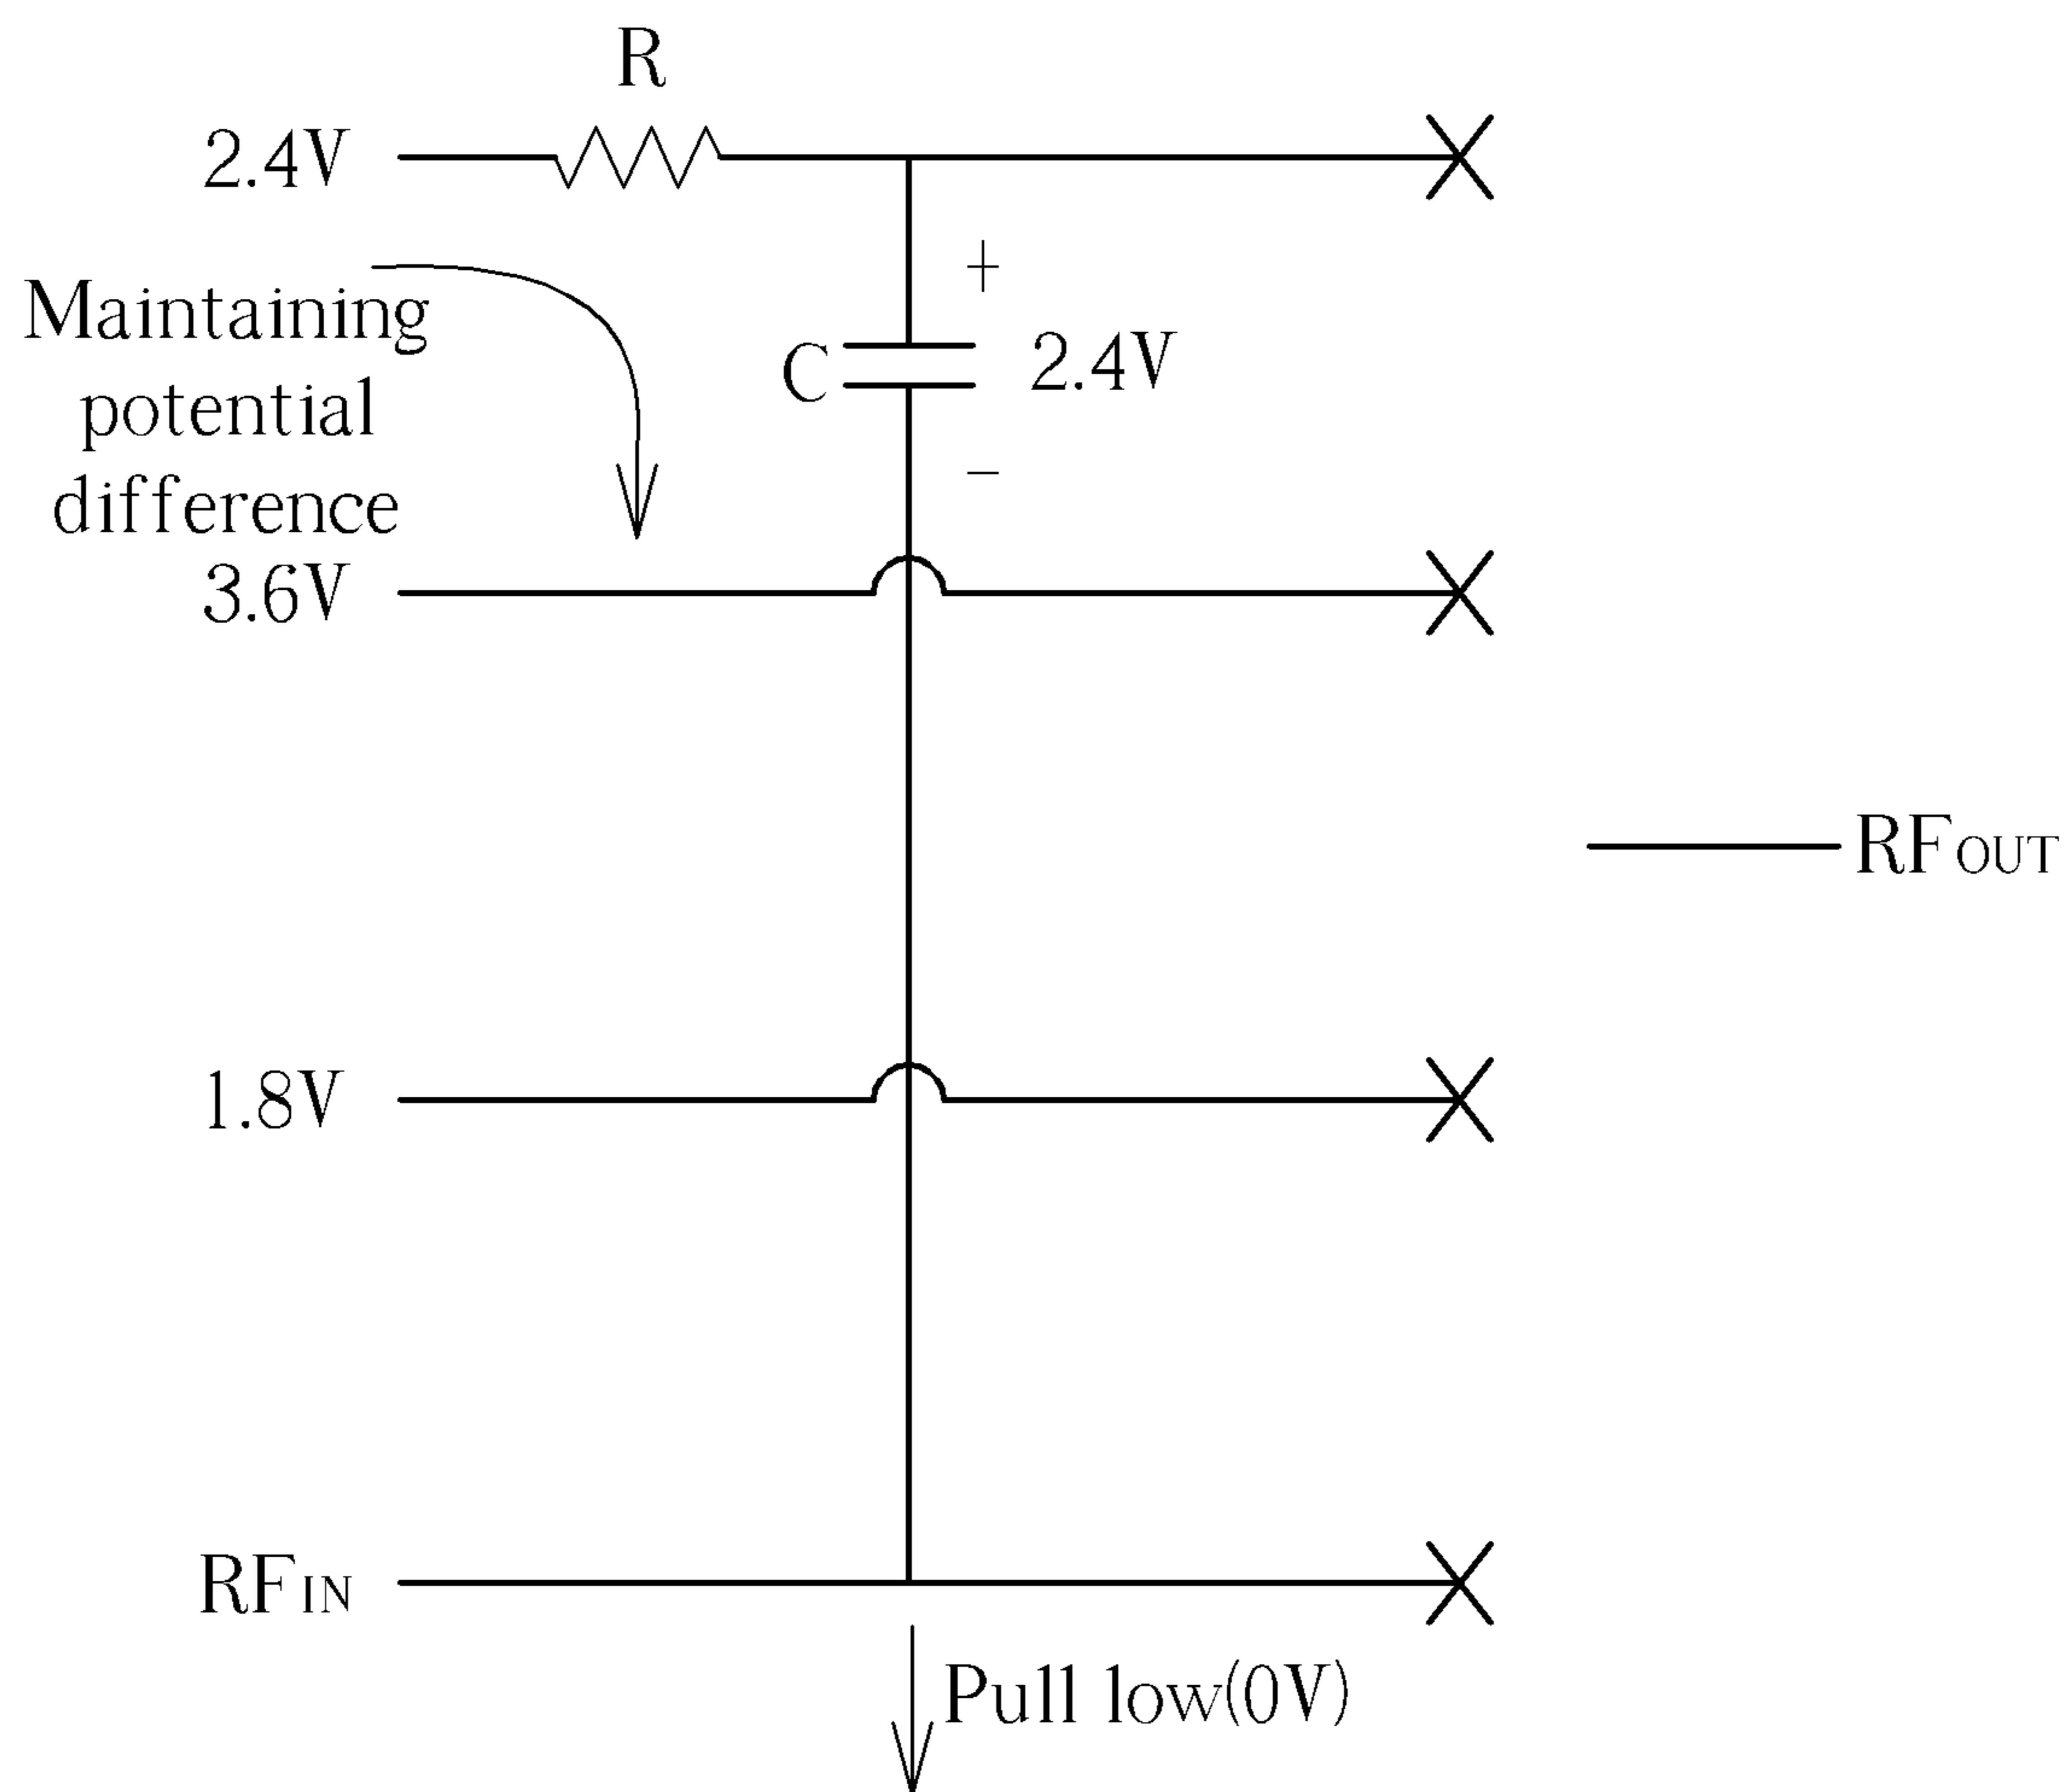 R
2.4V
+
Maintaining
potential
difference
C
2.4V
−
3.6V
RFOUT
1.8V
RFIN
Pull low(0V)